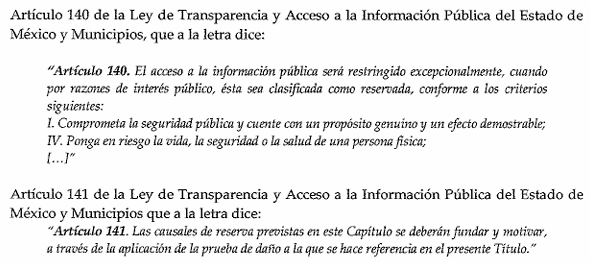 Artículo 140 de la Ley de Transparencia y Acceso a la Información Pública del Estado de
México y Municipios, que a la letra dice:
“Artículo 140. El acceso a la información pública será restringido excepcionalmente, cuando
por razones de interés público, ésta sea clasificada como reservada, conforme a los criterios
siguientes:
I. Comprometa la seguridad pública y cuente con un propósito genuino y un efecto demostrable;
IV. Ponga en riesgo la vida, la seguridad o la salud de una persona física;
[…]”
Artículo 141 de la Ley de Transparencia y Acceso a la Información Pública del Estado de
México y Municipios que a la letra dice:
“Artículo 141. Las causales de reserva previstas en este Capítulo se deberán fundar y motivar,
a través de la aplicación de la prueba de daño a la que se hace referencia en el presente Título.”